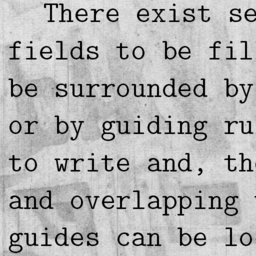 There exist se
fields to be fil
be surrounded by
or by guiding ru
to write and, th
and overlapping
guides can be lo